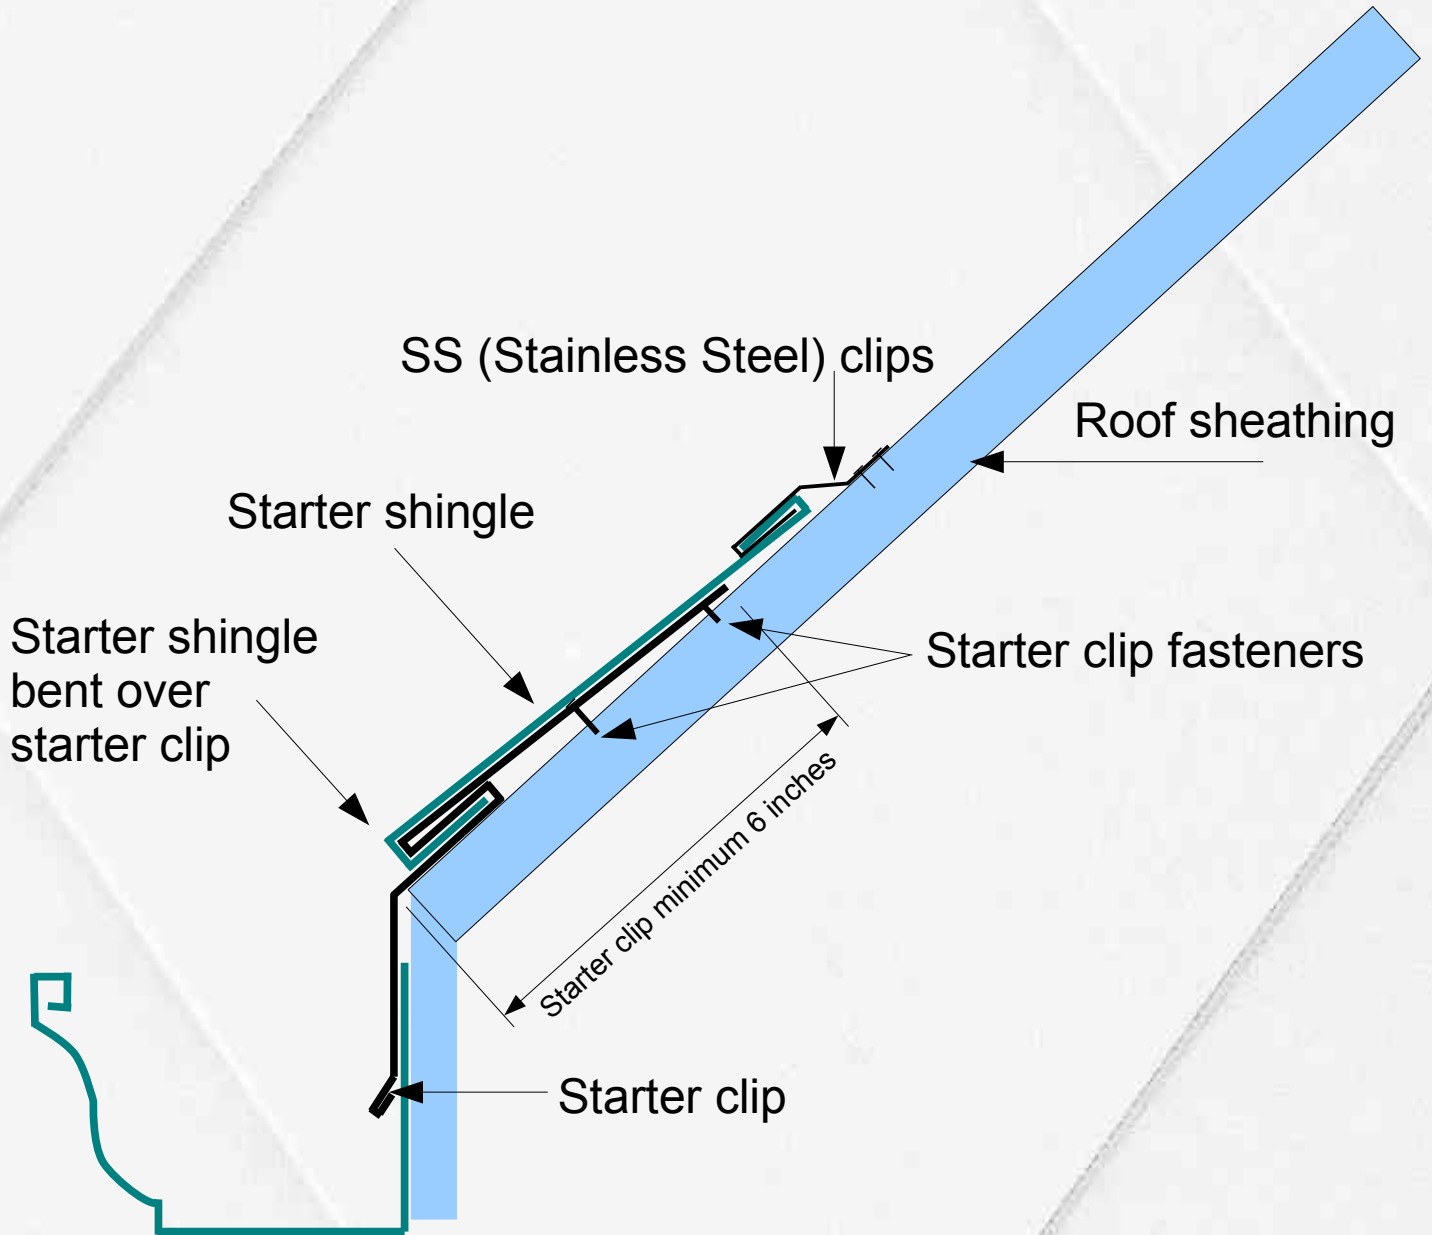 SS (Stainless Steel) clips
Roof sheathing
Starter shingle
Starter shingle
bent over
starter clip
Starter clip fasteners
Starter clip minimum 6 inches
Starter clip